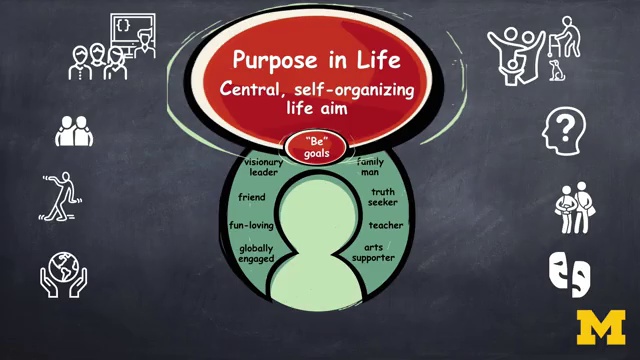 Purpose in Life
Central, self-organizing
life aim
"Be"
goals
visionary
leader
family
man
friend
truth
seeker
fun-loving
teacher
globally
engaged
arts
supporter
{}
?
M